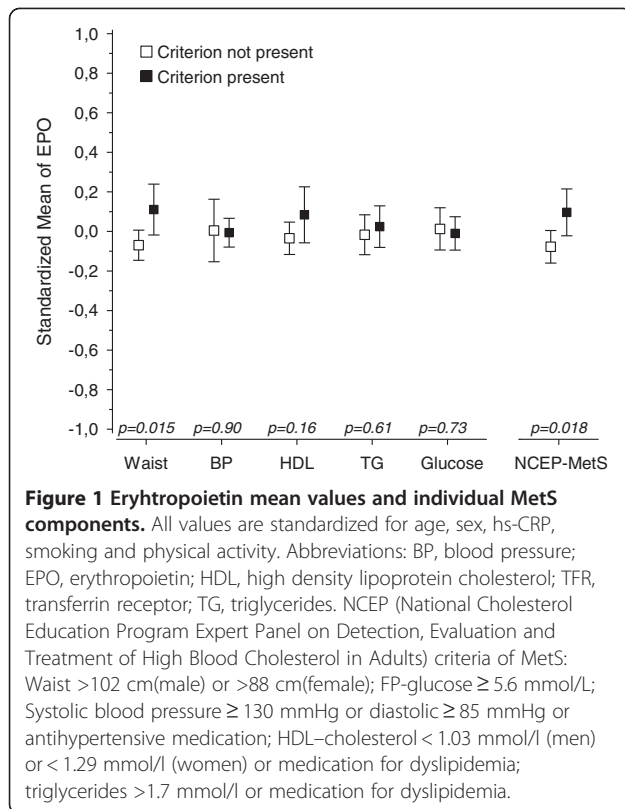 1,0
0,8
0,6
0,4
0,2
0,0
-0,2
-0,4
-0,6
-0,8
-1,0
Standardized Mean of EPO
Criterion not present
Criterion present
p=0.015 p=0.90 p=0.16 p=0.61 p=0.73 p=0.018
Waist BP HDL TG Glucose NCEP-MetS
Figure 1 Eryhtropoietin mean values and individual MetS
components. All values are standardized for age, sex, hs-CRP,
smoking and physical activity. Abbreviations: BP, blood pressure;
EPO, erythropoietin; HDL, high density lipoprotein cholesterol; TFR,
transferrin receptor; TG, triglycerides. NCEP (National Cholesterol
Education Program Expert Panel on Detection, Evaluation and
Treatment of High Blood Cholesterol in Adults) criteria of MetS:
Waist >102 cm(male) or >88 cm(female); FP-glucose ≥ 5.6 mmol/L;
Systolic blood pressure ≥ 130 mmHg or diastolic ≥ 85 mmHg or
antihypertensive medication; HDL–cholesterol < 1.03 mmol/l (men)
or < 1.29 mmol/l (women) or medication for dyslipidemia;
triglycerides >1.7 mmol/l or medication for dyslipidemia.